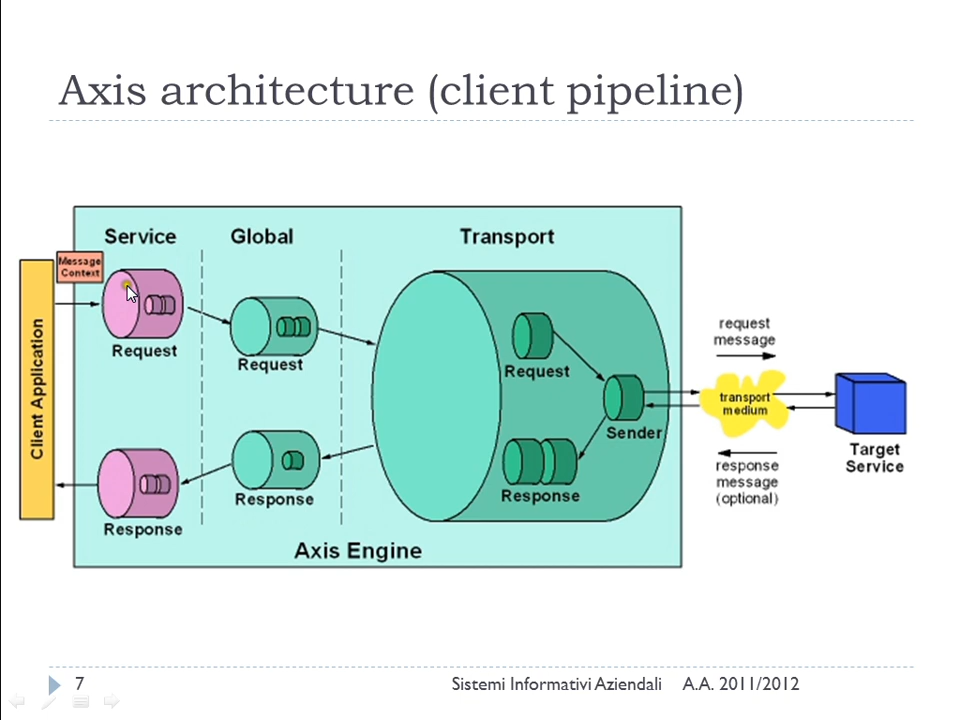 Axis architecture (client pipeline)
Service
Global
Transport
Message
Context
Client Application
Request
Request
Request
Sender
Response
Response
Response
Axis Engine
request
message
transport
medium
response
message
(optional)
Target
Service
7
Sistemi Informativi Aziendali A.A. 2011/2012